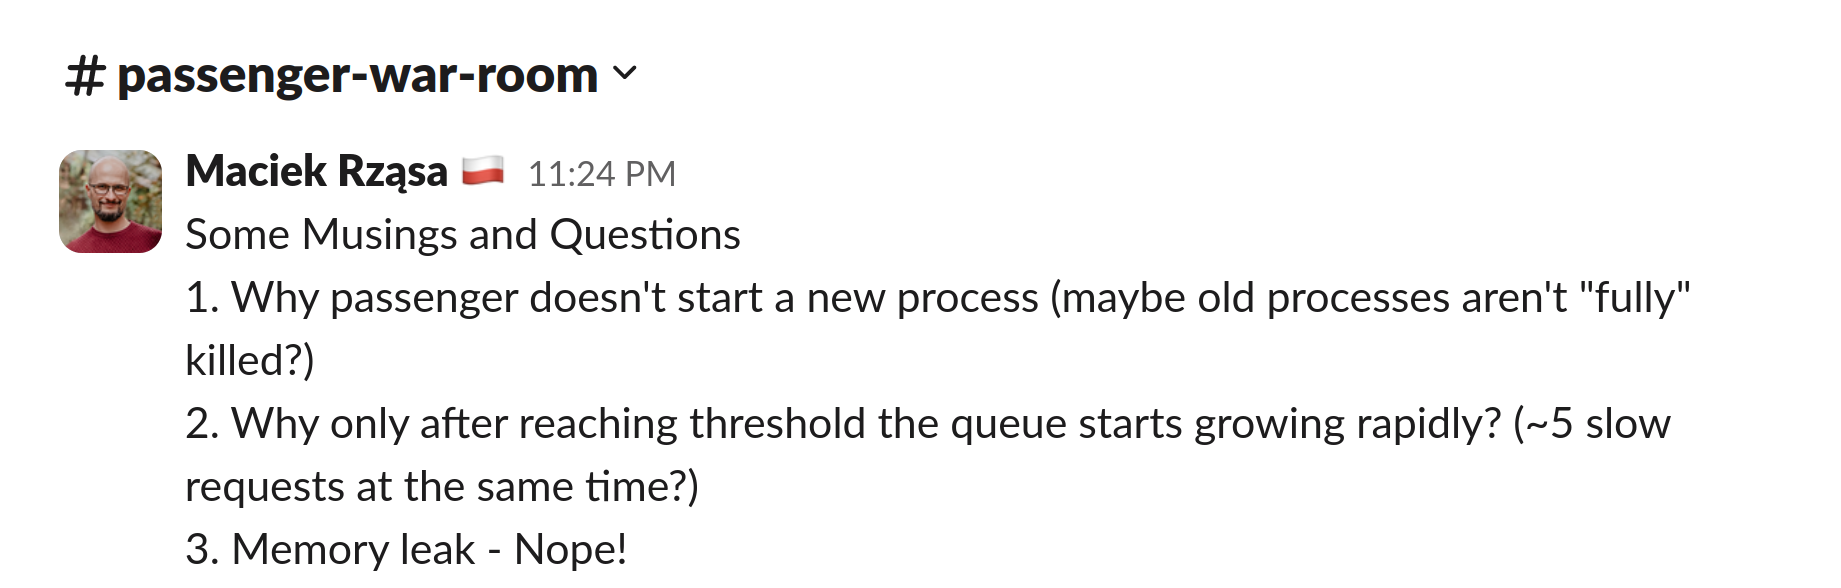 # passenger-war-room
Maciek Rząsa 🇵🇱 11:24 PM
Some Musings and Questions
1. Why passenger doesn't start a new process (maybe old processes aren't "fully"
killed?)
2. Why only after reaching threshold the queue starts growing rapidly? (~5 slow
requests at the same time?)
3. Memory leak - Nope!